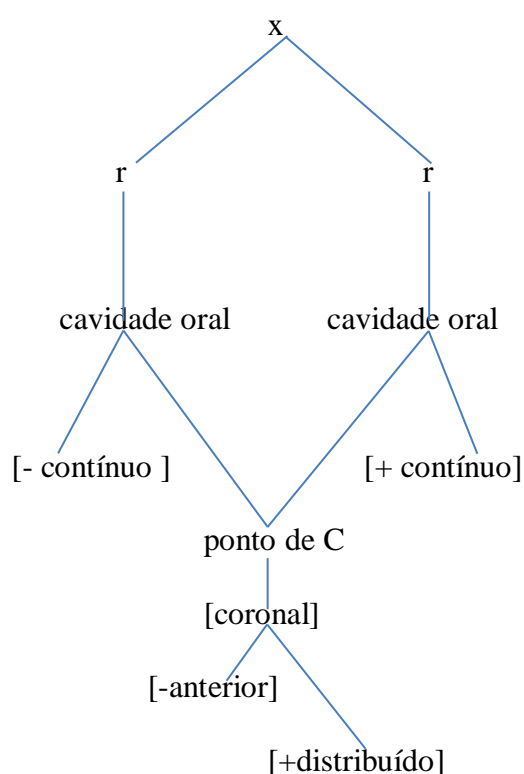 x
r r
cavidade oral cavidade oral
[- contínuo ] [+ contínuo]
ponto de C
[coronal]
[-anterior]
[+distribuído]